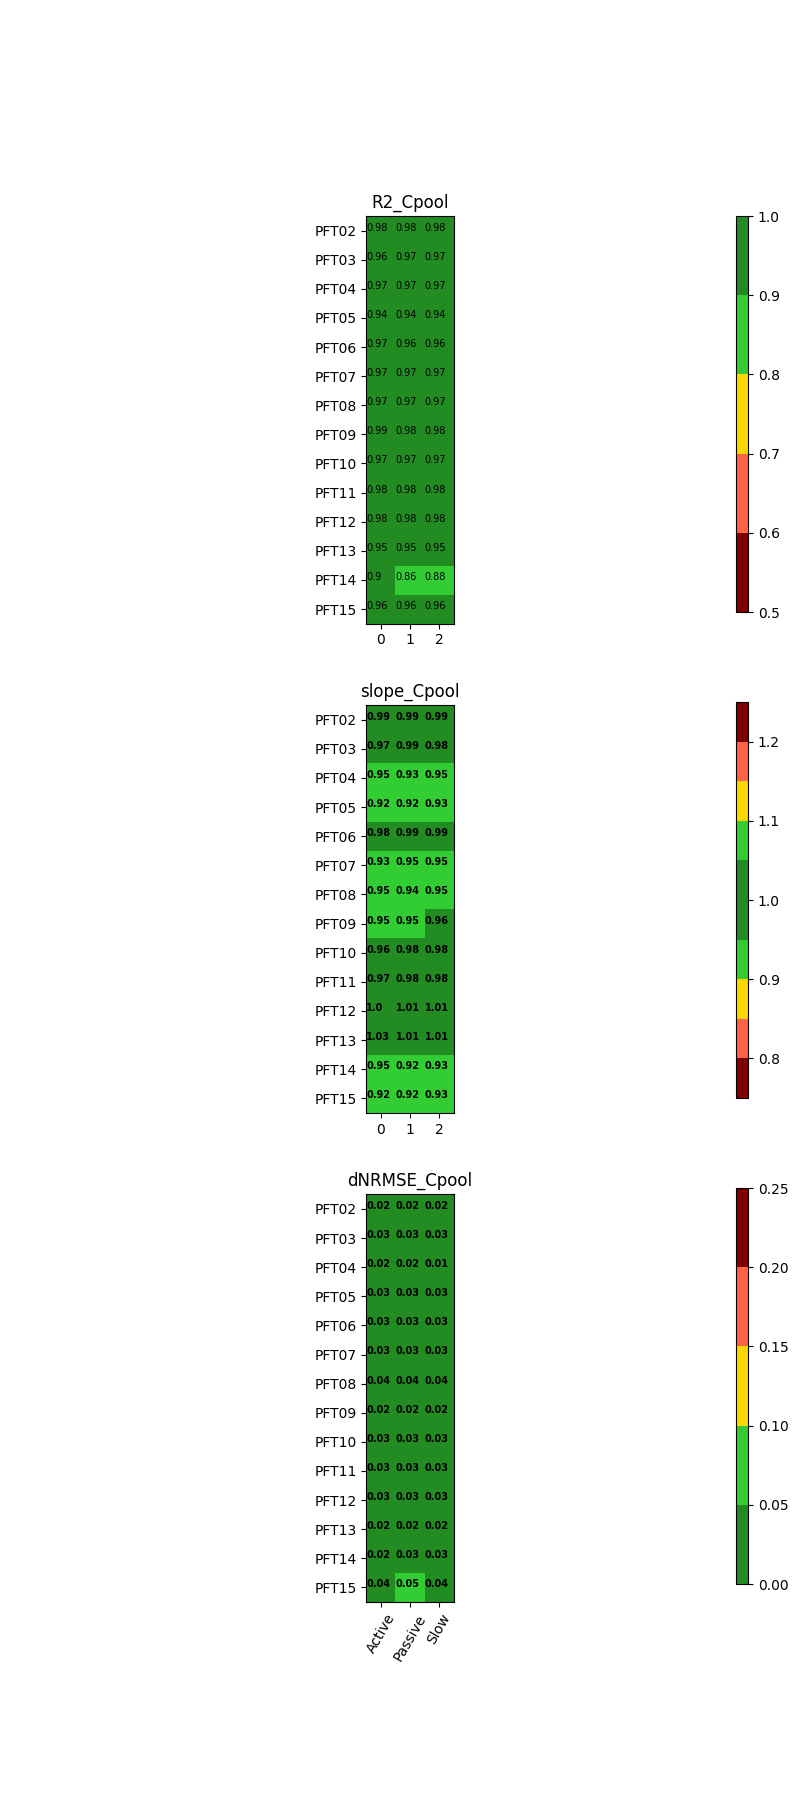 R2_Cpool
PFT02 0.98 0.98 0.98
PFT03 0.96 0.97 0.97
PFT04 0.97 0.97 0.97
PFT05 0.94 0.94 0.94
PFT06 0.97 0.96 0.96
PFT07 0.97 0.97 0.97
PFT08 0.97 0.97 0.97
PFT09 0.99 0.98 0.98
PFT10 0.97 0.97 0.97
PFT11 0.98 0.98 0.98
PFT12 0.98 0.98 0.98
PFT13 0.95 0.95 0.95
PFT14 0.9 0.86 0.88
PFT15 0.96 0.96 0.96
0 1 2
1.0
0.9
0.8
0.7
0.6
0.5
slope_Cpool
PFT02 0.99 0.99 0.99
PFT03 0.97 0.99 0.98
PFT04 0.95 0.93 0.95
PFT05 0.92 0.92 0.93
PFT06 0.98 0.99 0.99
PFT07 0.93 0.95 0.95
PFT08 0.95 0.94 0.95
PFT09 0.95 0.95 0.96
PFT10 0.96 0.98 0.98
PFT11 0.97 0.98 0.98
PFT12 1.0 1.01 1.01
PFT13 1.03 1.01 1.01
PFT14 0.95 0.92 0.93
PFT15 0.92 0.92 0.93
0 1 2
1.2
1.1
1.0
0.9
0.8
dNRMSE_Cpool
PFT02 0.02 0.02 0.02
PFT03 0.03 0.03 0.03
PFT04 0.02 0.02 0.01
PFT05 0.03 0.03 0.03
PFT06 0.03 0.03 0.03
PFT07 0.03 0.03 0.03
PFT08 0.04 0.04 0.04
PFT09 0.02 0.02 0.02
PFT10 0.03 0.03 0.03
PFT11 0.03 0.03 0.03
PFT12 0.03 0.03 0.03
PFT13 0.02 0.02 0.02
PFT14 0.02 0.03 0.03
PFT15 0.04 0.05 0.04
Active Passive Slow
0.25
0.20
0.15
0.10
0.05
0.00